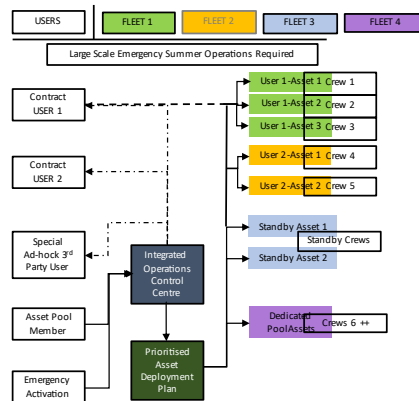 USERS
FLEET 1
FLEET 2
FLEET 3
FLEET 4
Large Scale Emergency Summer Operations Required
Contract
USER 1
Contract
USER 2
Special
Ad-hock 3rd
Party User
Asset Pool
Member
Emergency
Activation
Integrated
Operations
Control
Centre
Prioritised
Asset
Deployment
Plan
User 1-Asset 1 Crew 1
User 1-Asset 2 Crew 2
User 1-Asset 3 Crew 3
User 2-Asset 1 Crew 4
User 2-Asset 2 Crew 5
Standby Asset 1
Standby Crews
Standby Asset 2
Dedicated
PoolAssets
Crews 6 ++